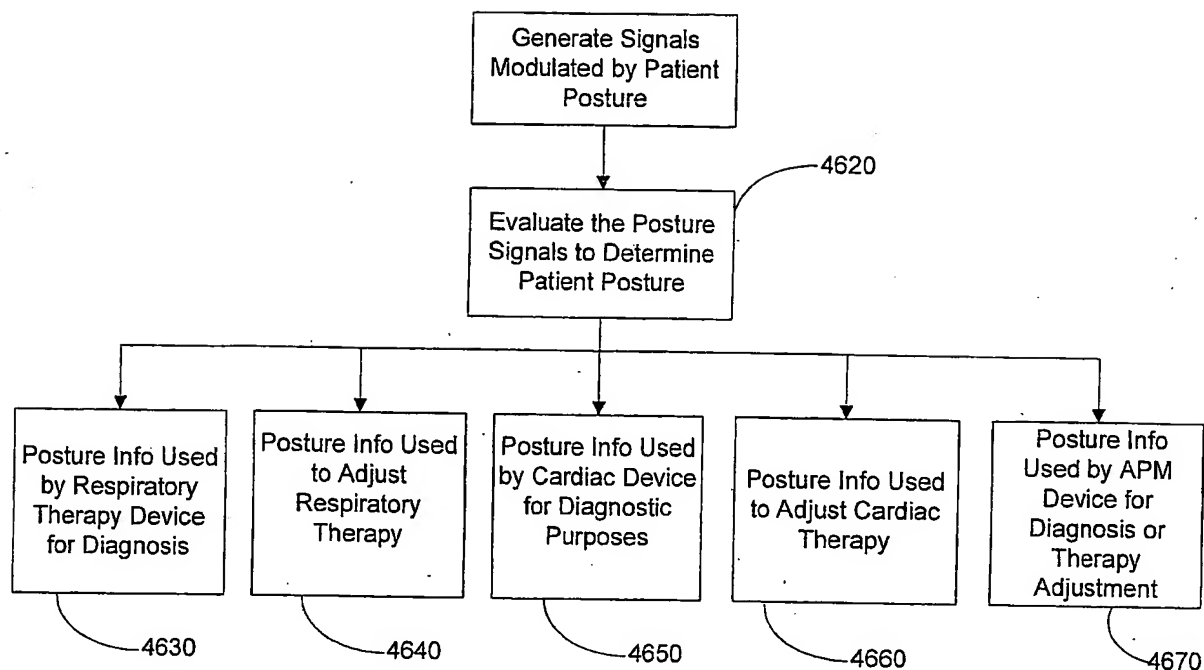 Generate Signals
Modulated by Patient
Posture
4620
Evaluate the Posture
Signals to Determine
Patient Posture
Posture Info Used
by Respiratory
Therapy Device
for Diagnosis
Posture Info Used
to Adjust
Respiratory
Therapy
Posture Info Used
by Cardiac Device
for Diagnostic
Purposes
Posture Info Used
to Adjust Cardiac
Therapy
Posture Info
Used by APM
Device for
Diagnosis or
Therapy
Adjustment
4630
4640
4650
4660
4670